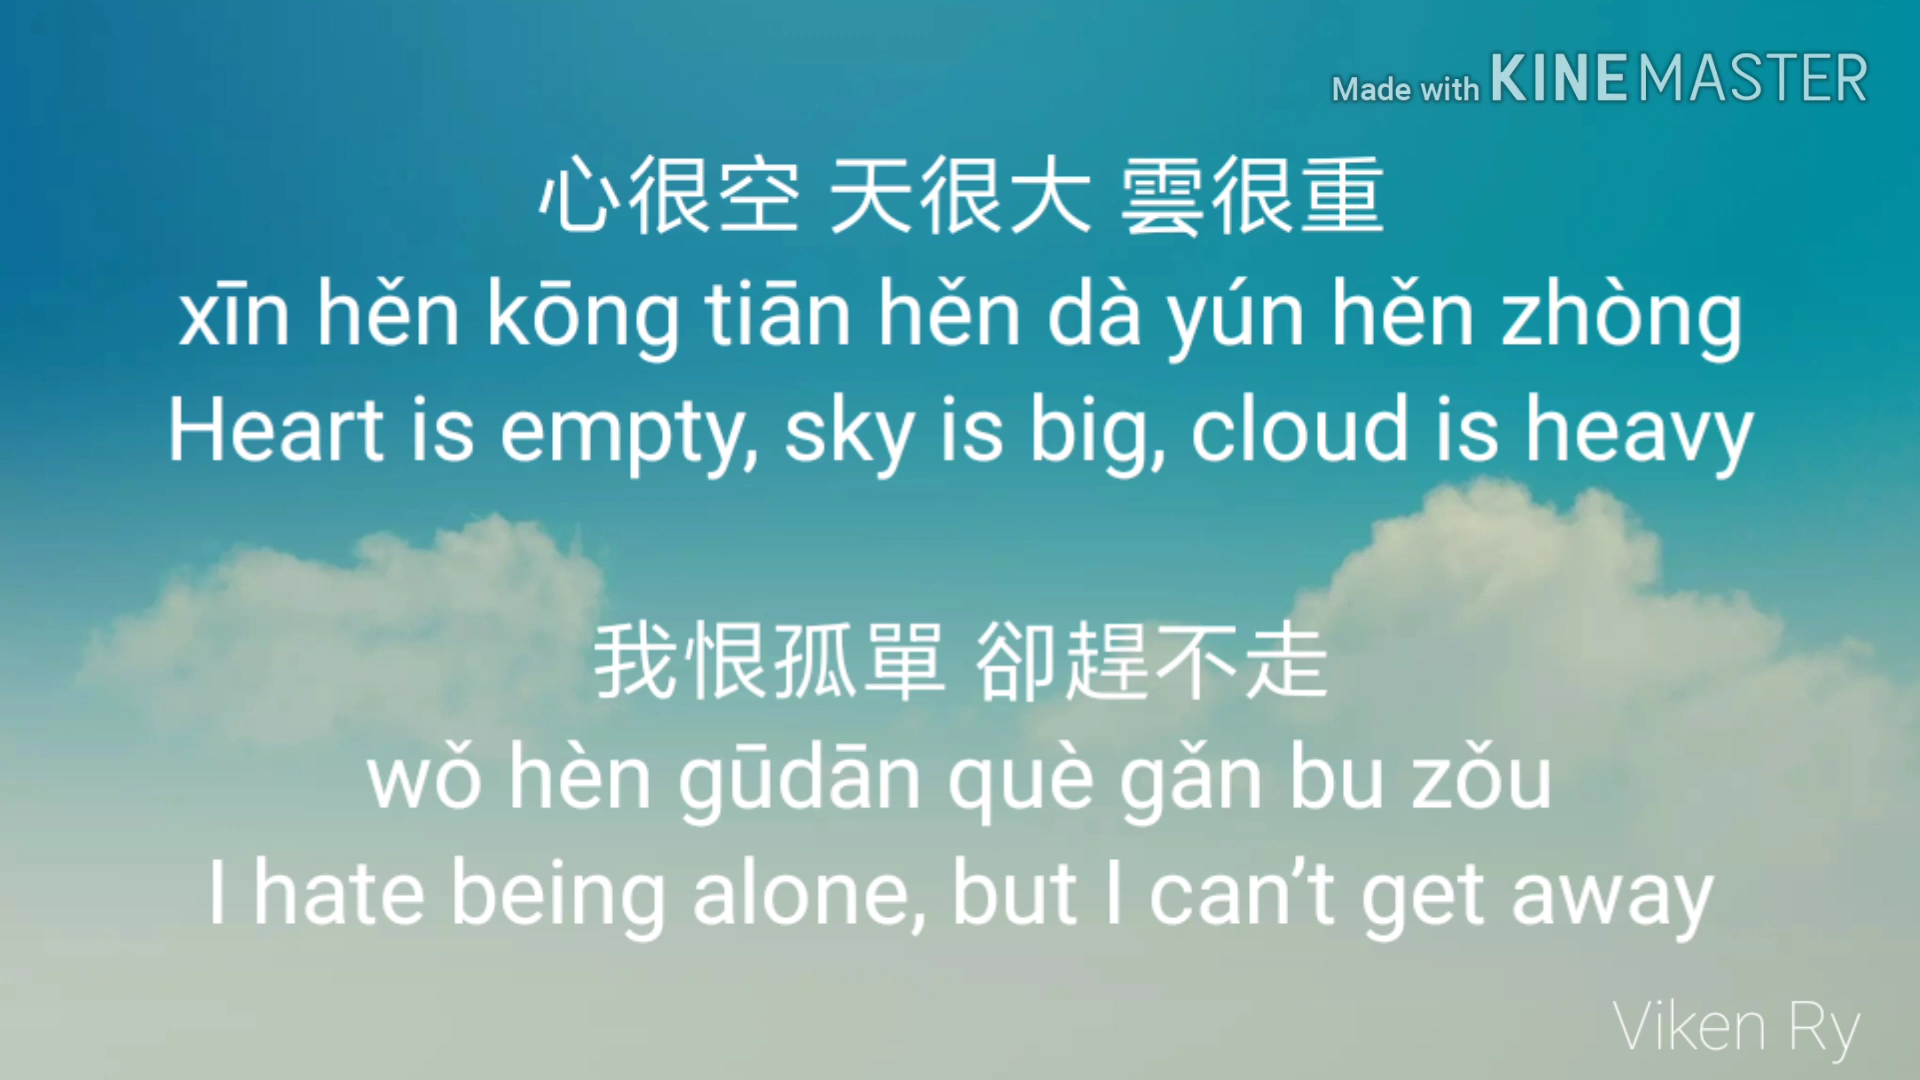 Made with KINEMASTER
心很空 天很大 雲很重
xīn hěn kōng tiān hěn dà yún hěn zhòng
Heart is empty, sky is big, cloud is heavy
我恨孤單 卻趕不走
wǒ hèn gūdān què gǎn bu zǒu
I hate being alone, but I can’t get away
Viken Ry